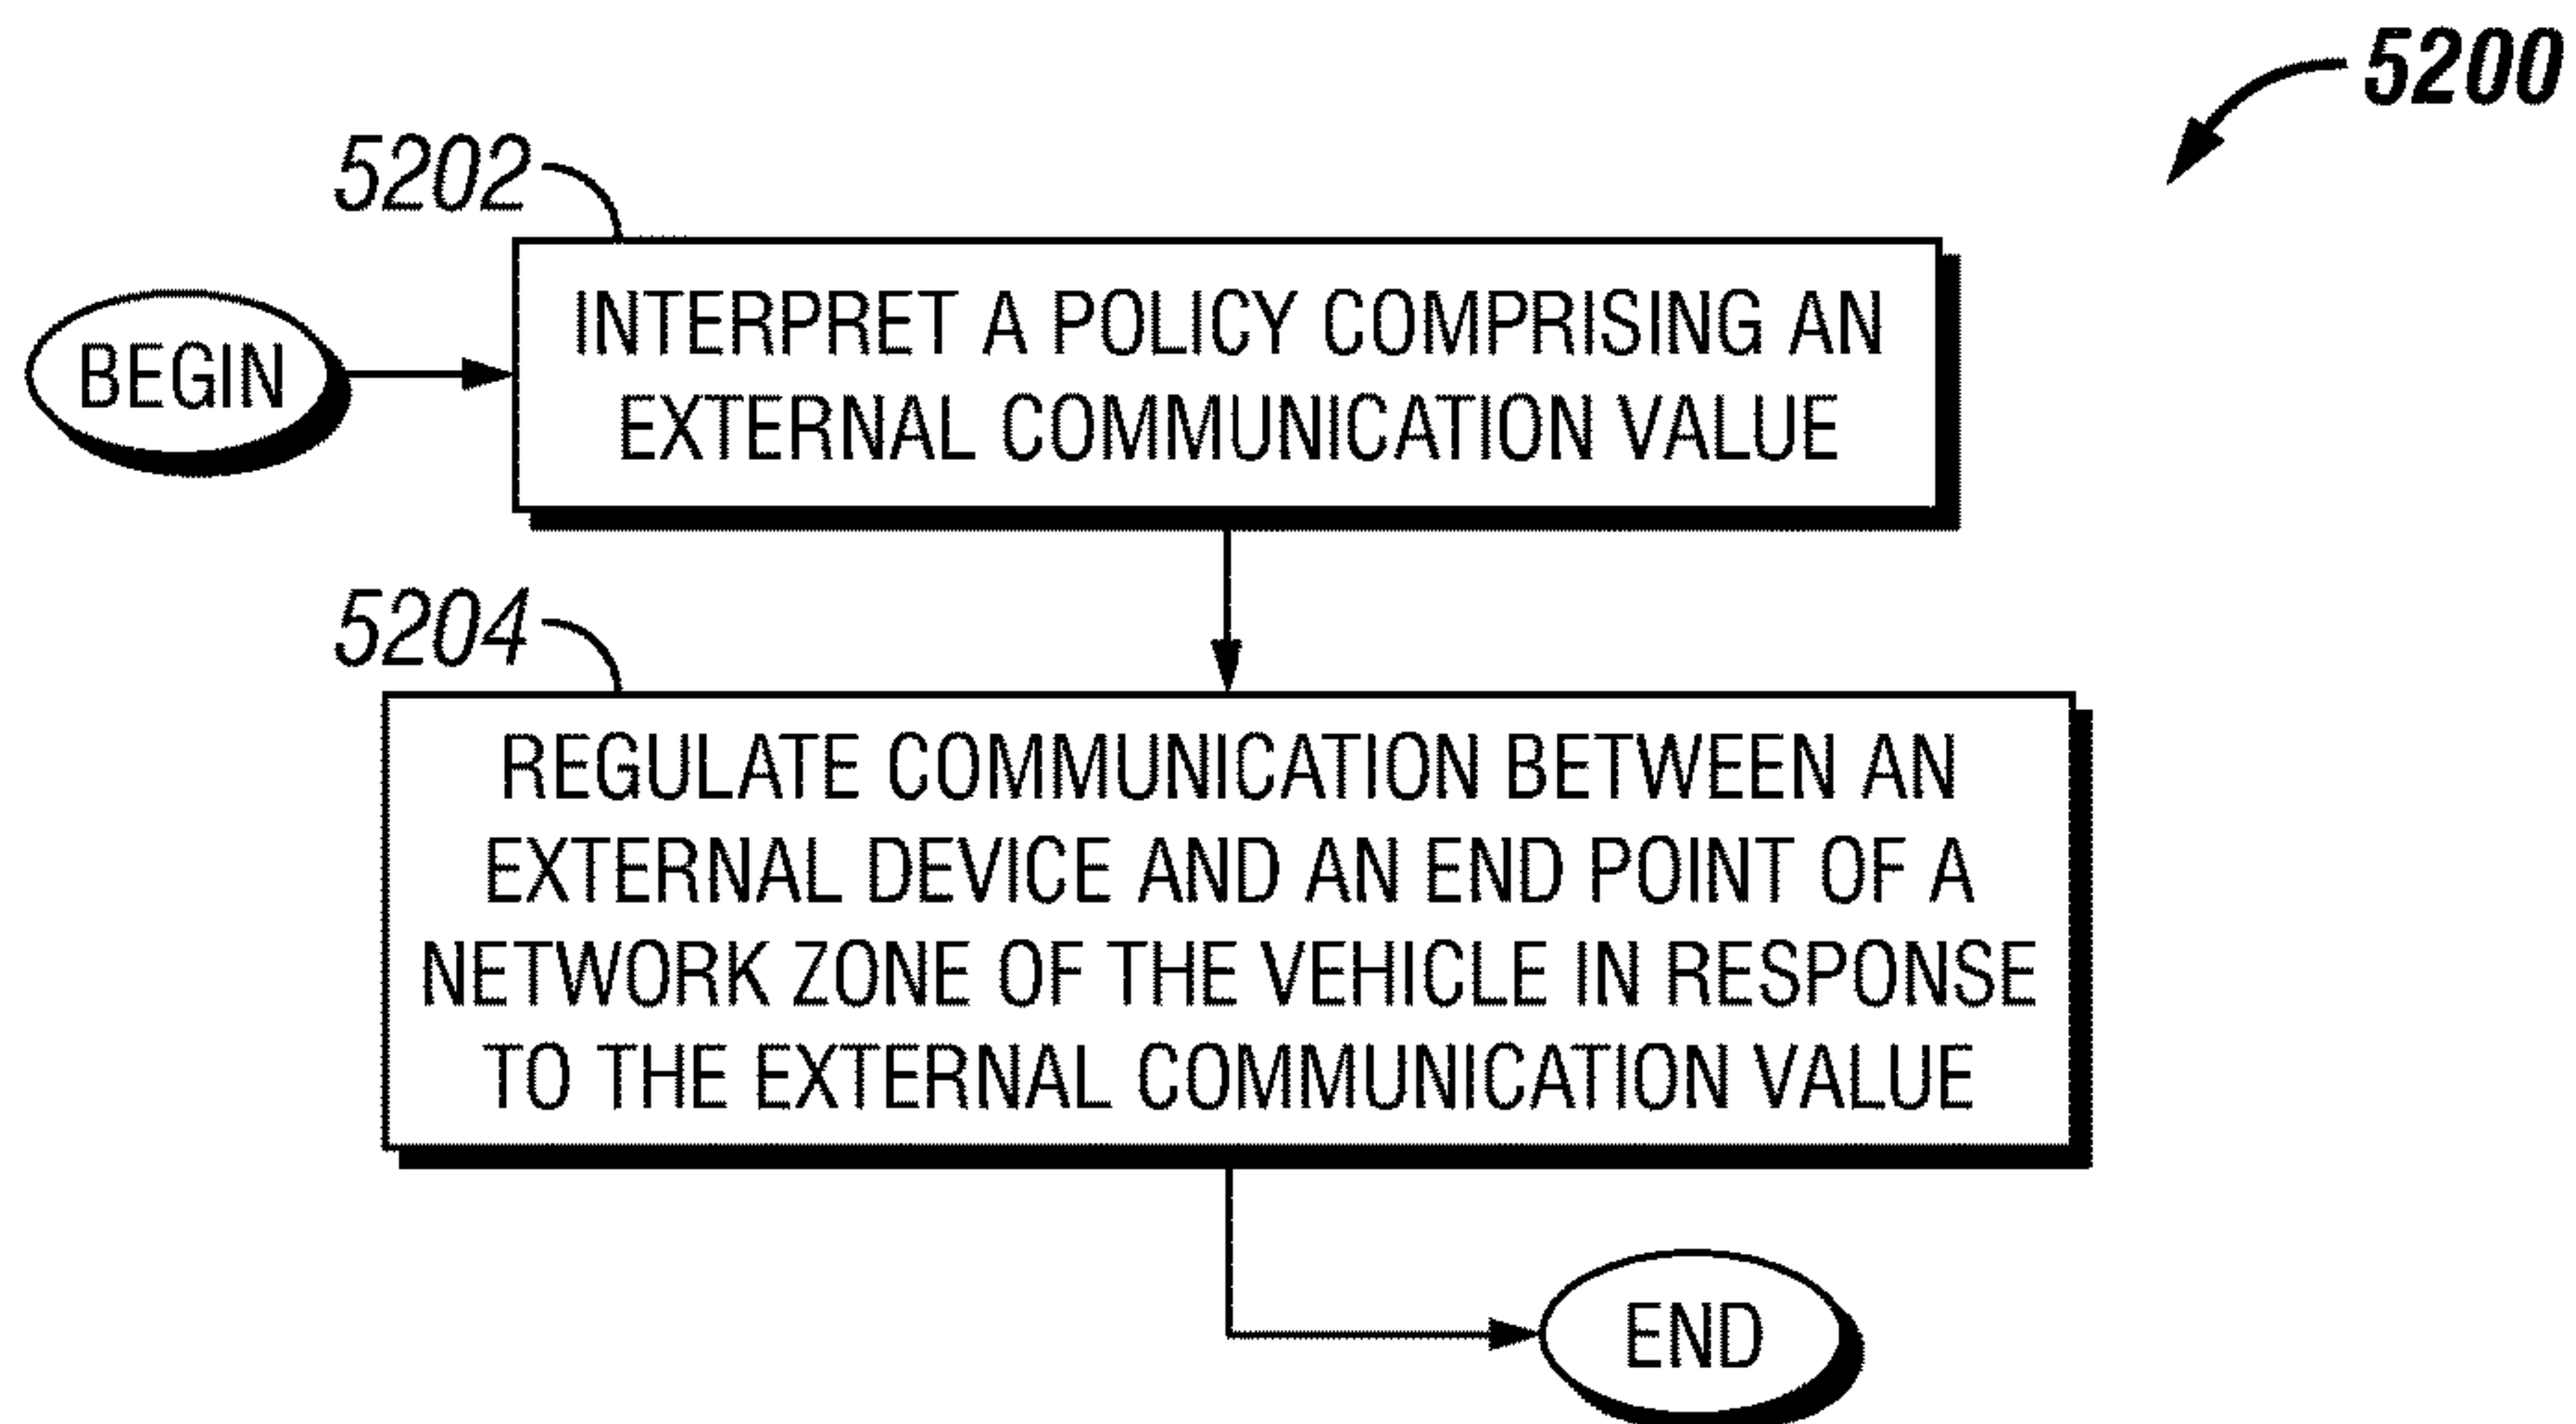 5200
5202
BEGIN
INTERPRET A POLICY COMPRISING AN
EXTERNAL COMMUNICATION VALUE
5204
REGULATE COMMUNICATION BETWEEN AN
EXTERNAL DEVICE AND AN END POINT OF A
NETWORK ZONE OF THE VEHICLE IN RESPONSE
TO THE EXTERNAL COMMUNICATION VALUE
END